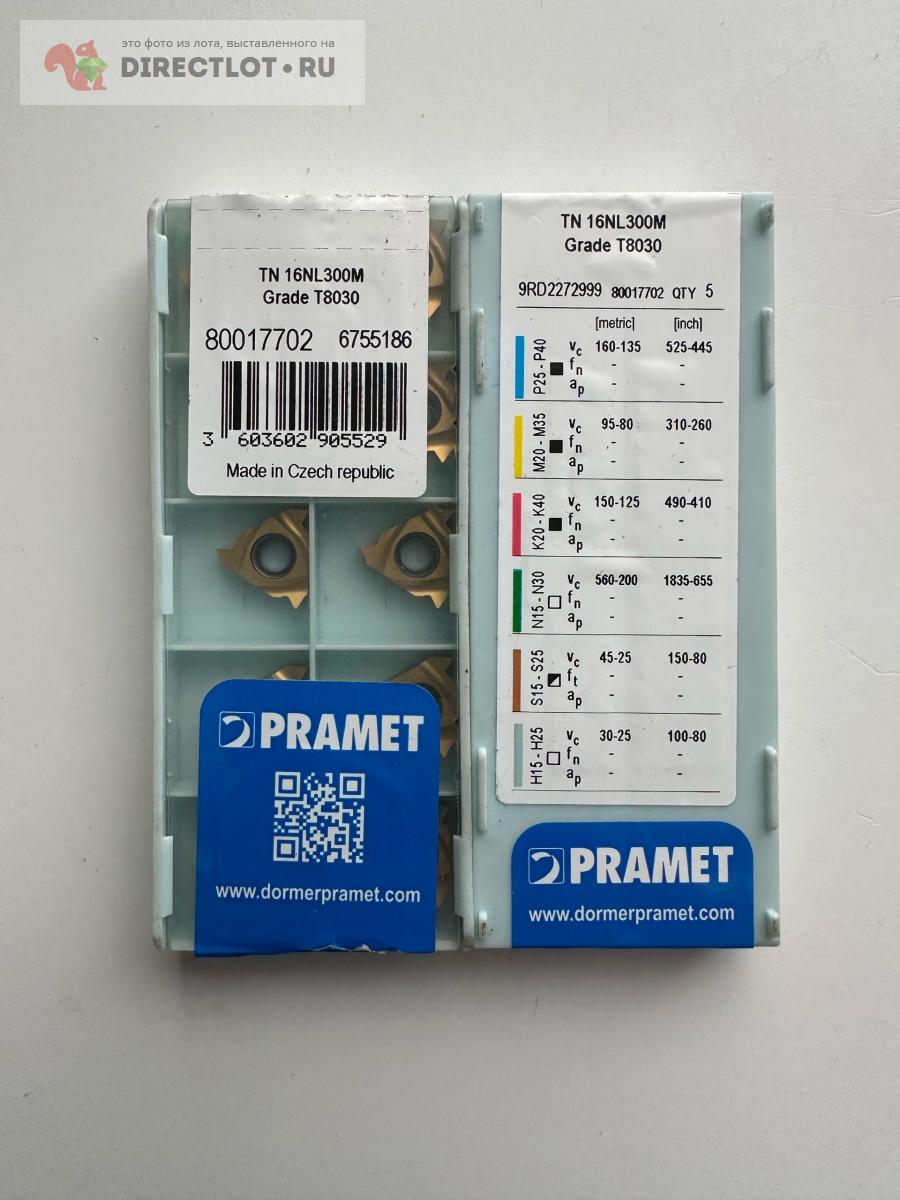 это фото из лота, выставленного на
DIRECTLOT•RU
TN 16NL300M
Grade T8030
80017702 6755186
3 603602 905529
Made in Czech republic
PRAMET
www.dormerpramet.com
TN 16NL300M
Grade T8030
9RD2272999 80017702 QTY 5
[metric] [inch]
P25 - P40
vc 160-135 525-445
fn - -
ap - -
M20 - M35
vc 95-80 310-260
fn - -
ap - -
K20 - K40
vc 150-125 490-410
fn - -
ap - -
N15 - N30
vc 560-200 1835-655
fn - -
ap - -
S15 - S25
vc 45-25 150-80
ft - -
ap - -
H15 - H25
vc 30-25 100-80
fn - -
ap - -
PRAMET
www.dormerpramet.com